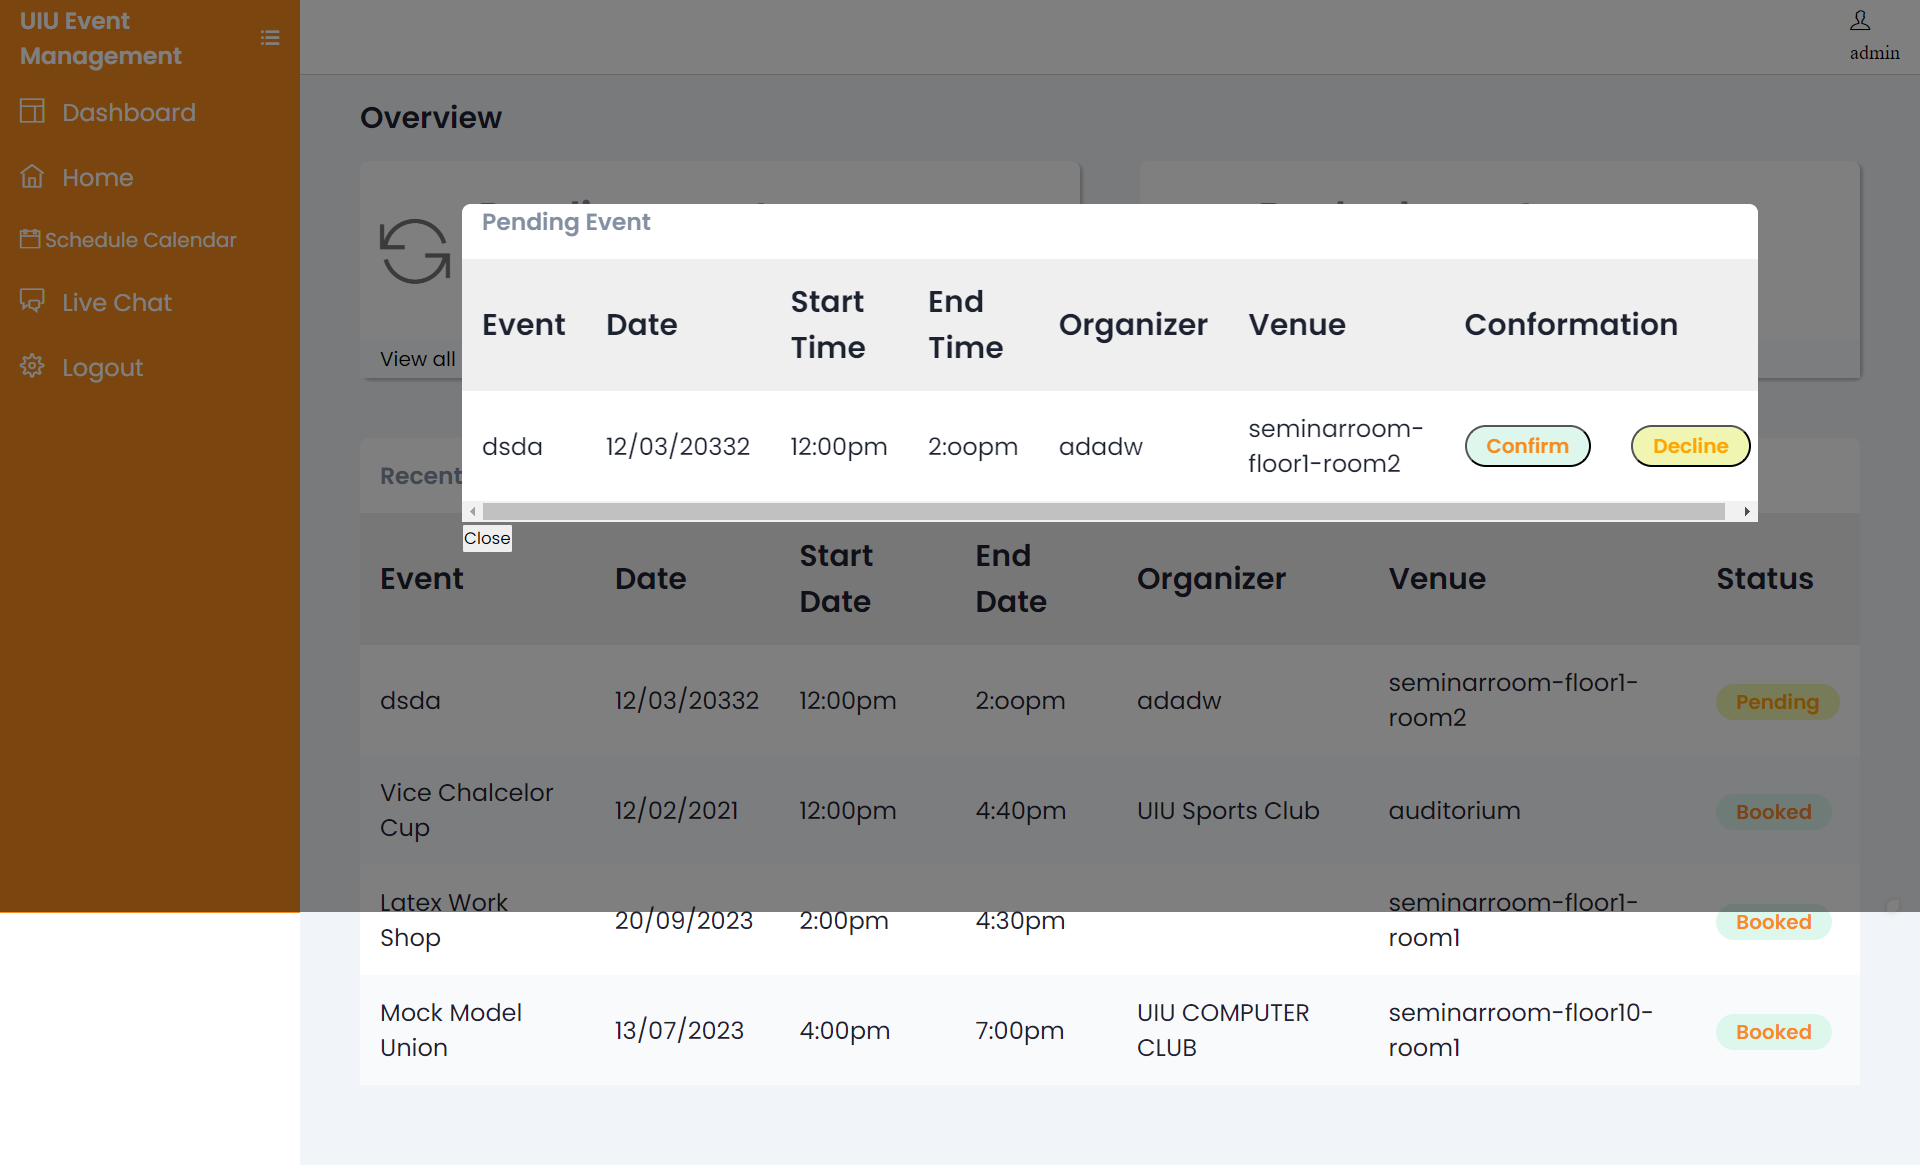 UIU Event
Management
admin
Dashboard
Home
Schedule Calendar
Live Chat
Logout
Overview
View all
Pending Event
Event Date Start Time End Time Organizer Venue Conformation
dsda 12/03/20332 12:00pm 2:oopm adadw seminarroom-floor1-room2 Confirm Decline
Close
Recent
Event Date Start Date End Date Organizer Venue Status
dsda 12/03/20332 12:00pm 2:oopm adadw seminarroom-floor1-room2 Pending
Vice Chalcelor Cup 12/02/2021 12:00pm 4:40pm UIU Sports Club auditorium Booked
Latex Work Shop 20/09/2023 2:00pm 4:30pm seminarroom-floor1-room1 Booked
Mock Model Union 13/07/2023 4:00pm 7:00pm UIU COMPUTER CLUB seminarroom-floor10-room1 Booked